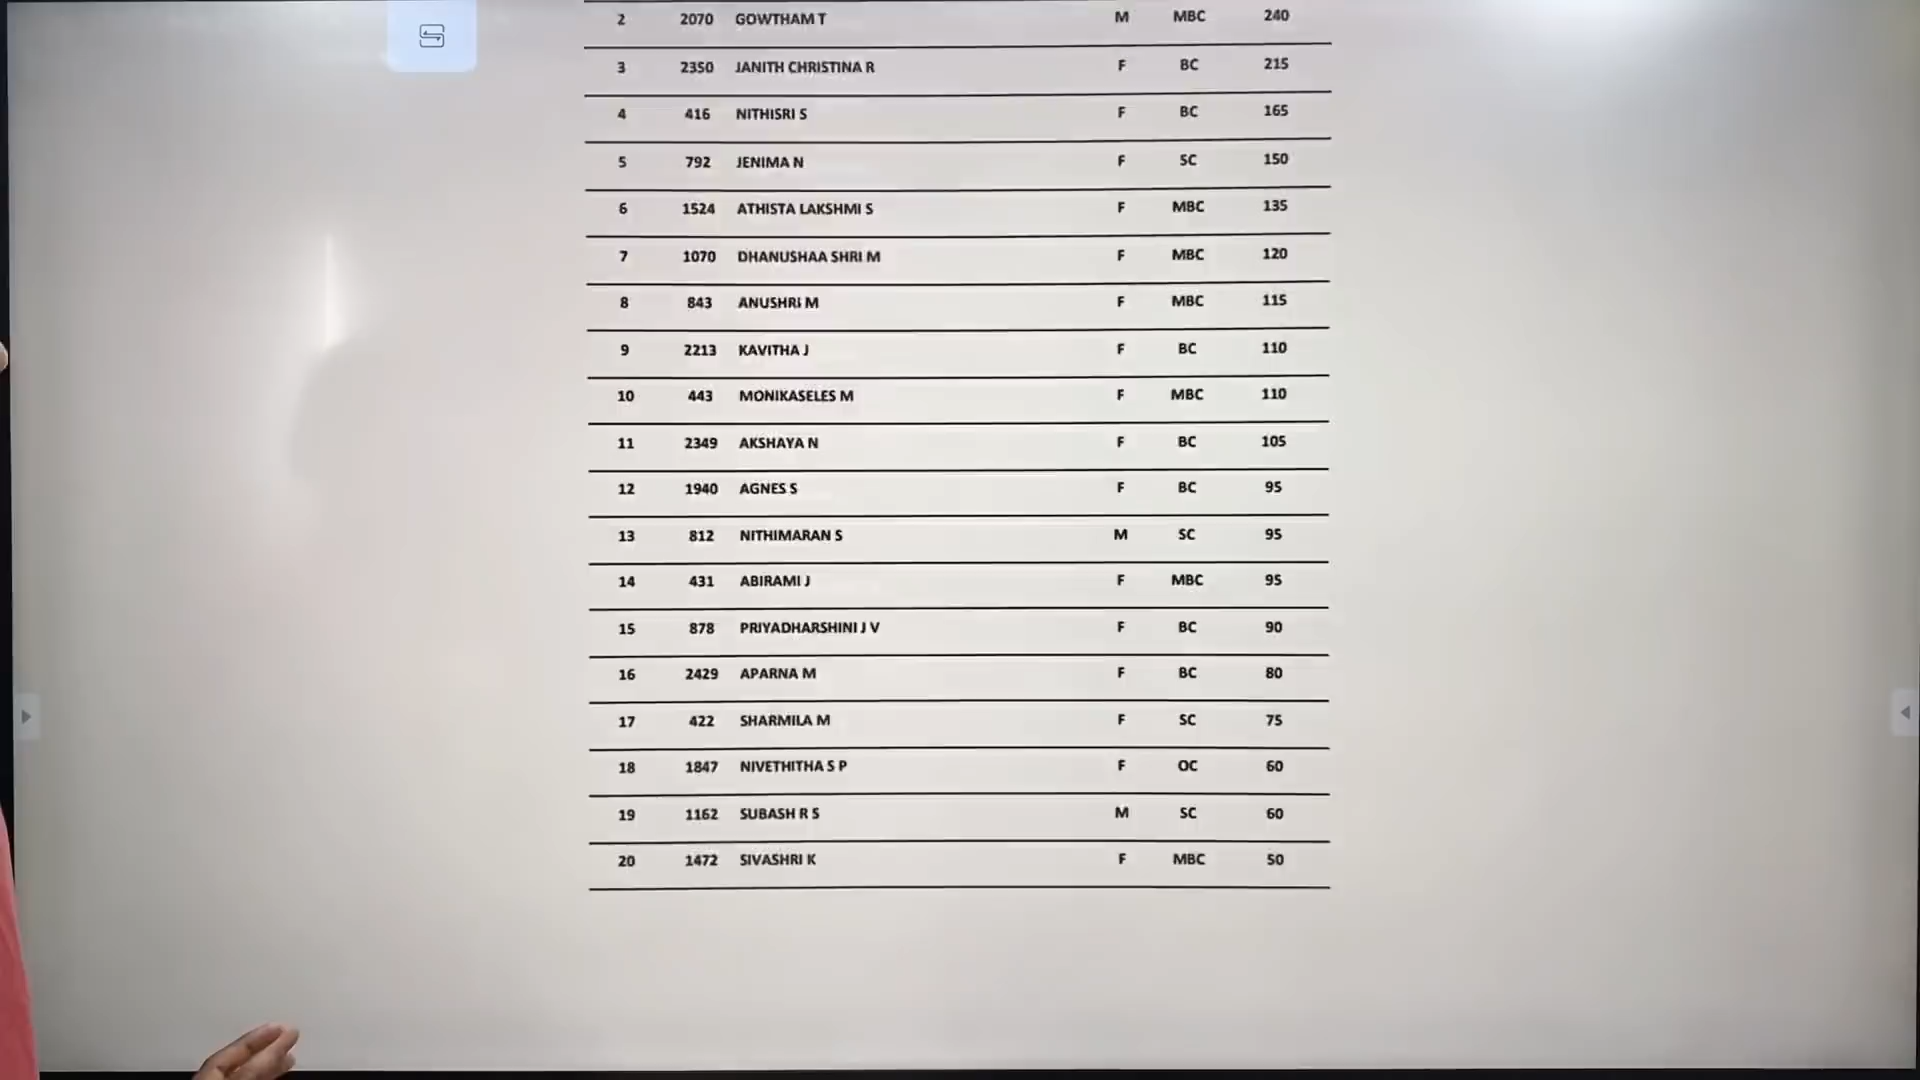 2 2070 GOWTHAM T M MBC 240
3 2350 JANITH CHRISTINA R F BC 215
4 416 NITHISRI S F BC 165
5 792 JENIMA N F SC 150
6 1524 ATHISTA LAKSHMI S F MBC 135
7 1070 DHANUSHAA SHRI M F MBC 120
8 843 ANUSHRI M F MBC 115
9 2213 KAVITHA J F BC 110
10 443 MONIKASELES M F MBC 110
11 2349 AKSHAYA N F BC 105
12 1940 AGNES S F BC 95
13 812 NITHIMARAN S M SC 95
14 431 ABIRAMI J F MBC 95
15 878 PRIYADHARSHINI J V F BC 90
16 2429 APARNA M F BC 80
17 422 SHARMILA M F SC 75
18 1847 NIVETHITHA S P F OC 60
19 1162 SUBASH R S M SC 60
20 1472 SIVASHRI K F MBC 50